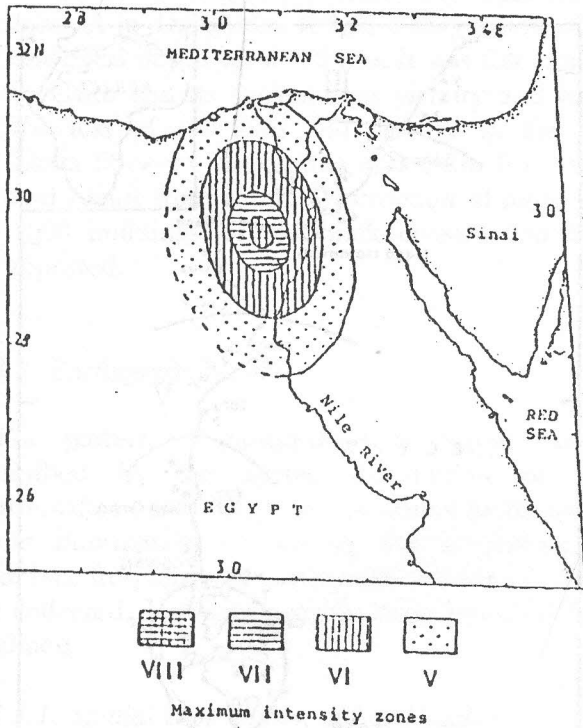 28 30 32 34E
32N MEDITERRANEAN SEA
30 30
Sinai
28
Nile River
RED
SEA
26
EGYPT
30
VIII VII VI V
Maximum intensity zones